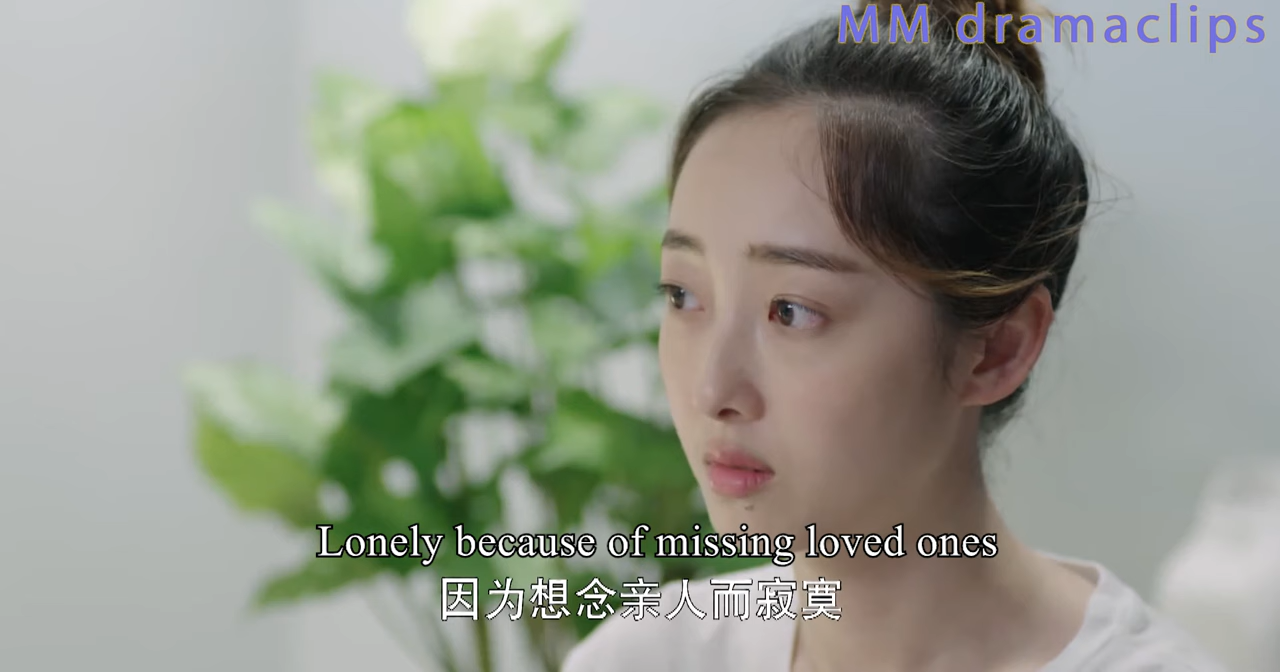 MM dramaclips
Lonely because of missing loved ones
因为想念亲人而寂寞